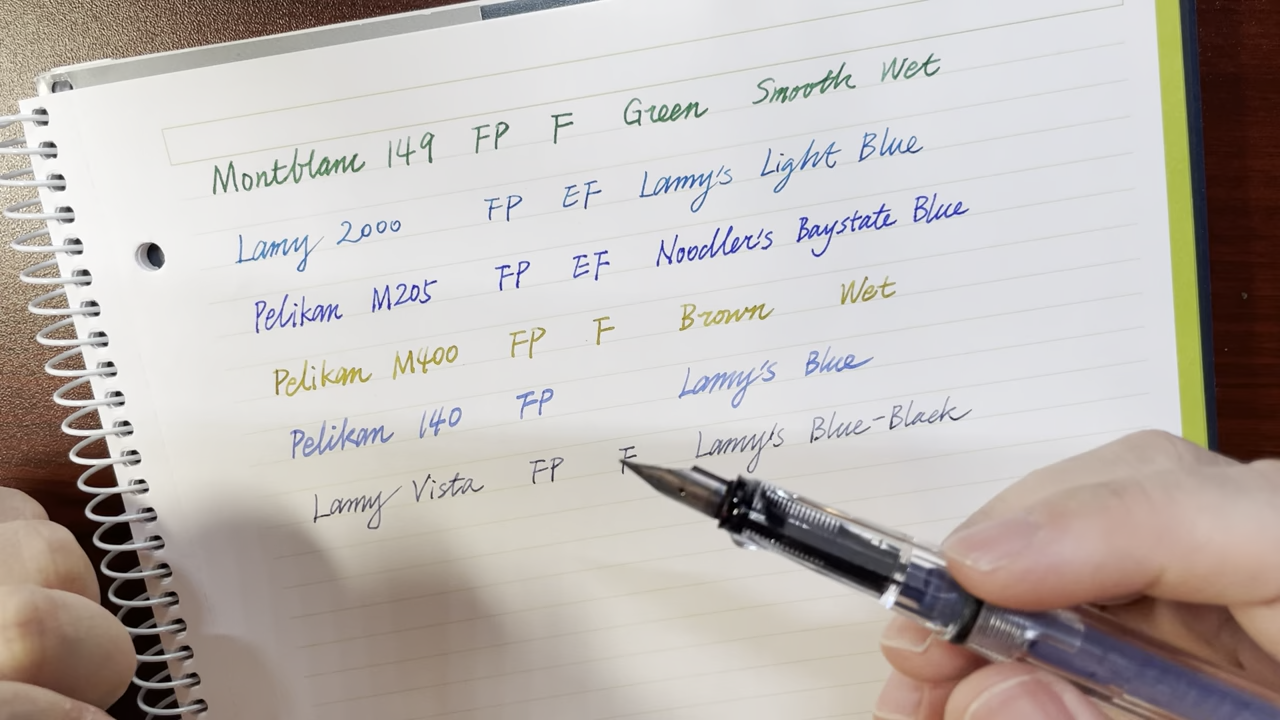 Montblanc 149 FP F Green Smooth Wet
Lamy 2000 FP EF Lamy's Light Blue
Pelikan M205 FP EF Noodler's Baystate Blue
Pelikan M400 FP F Brown Wet
Pelikan 140 FP Lamy's Blue
Lamy Vista FP F Lamy's Blue-Black